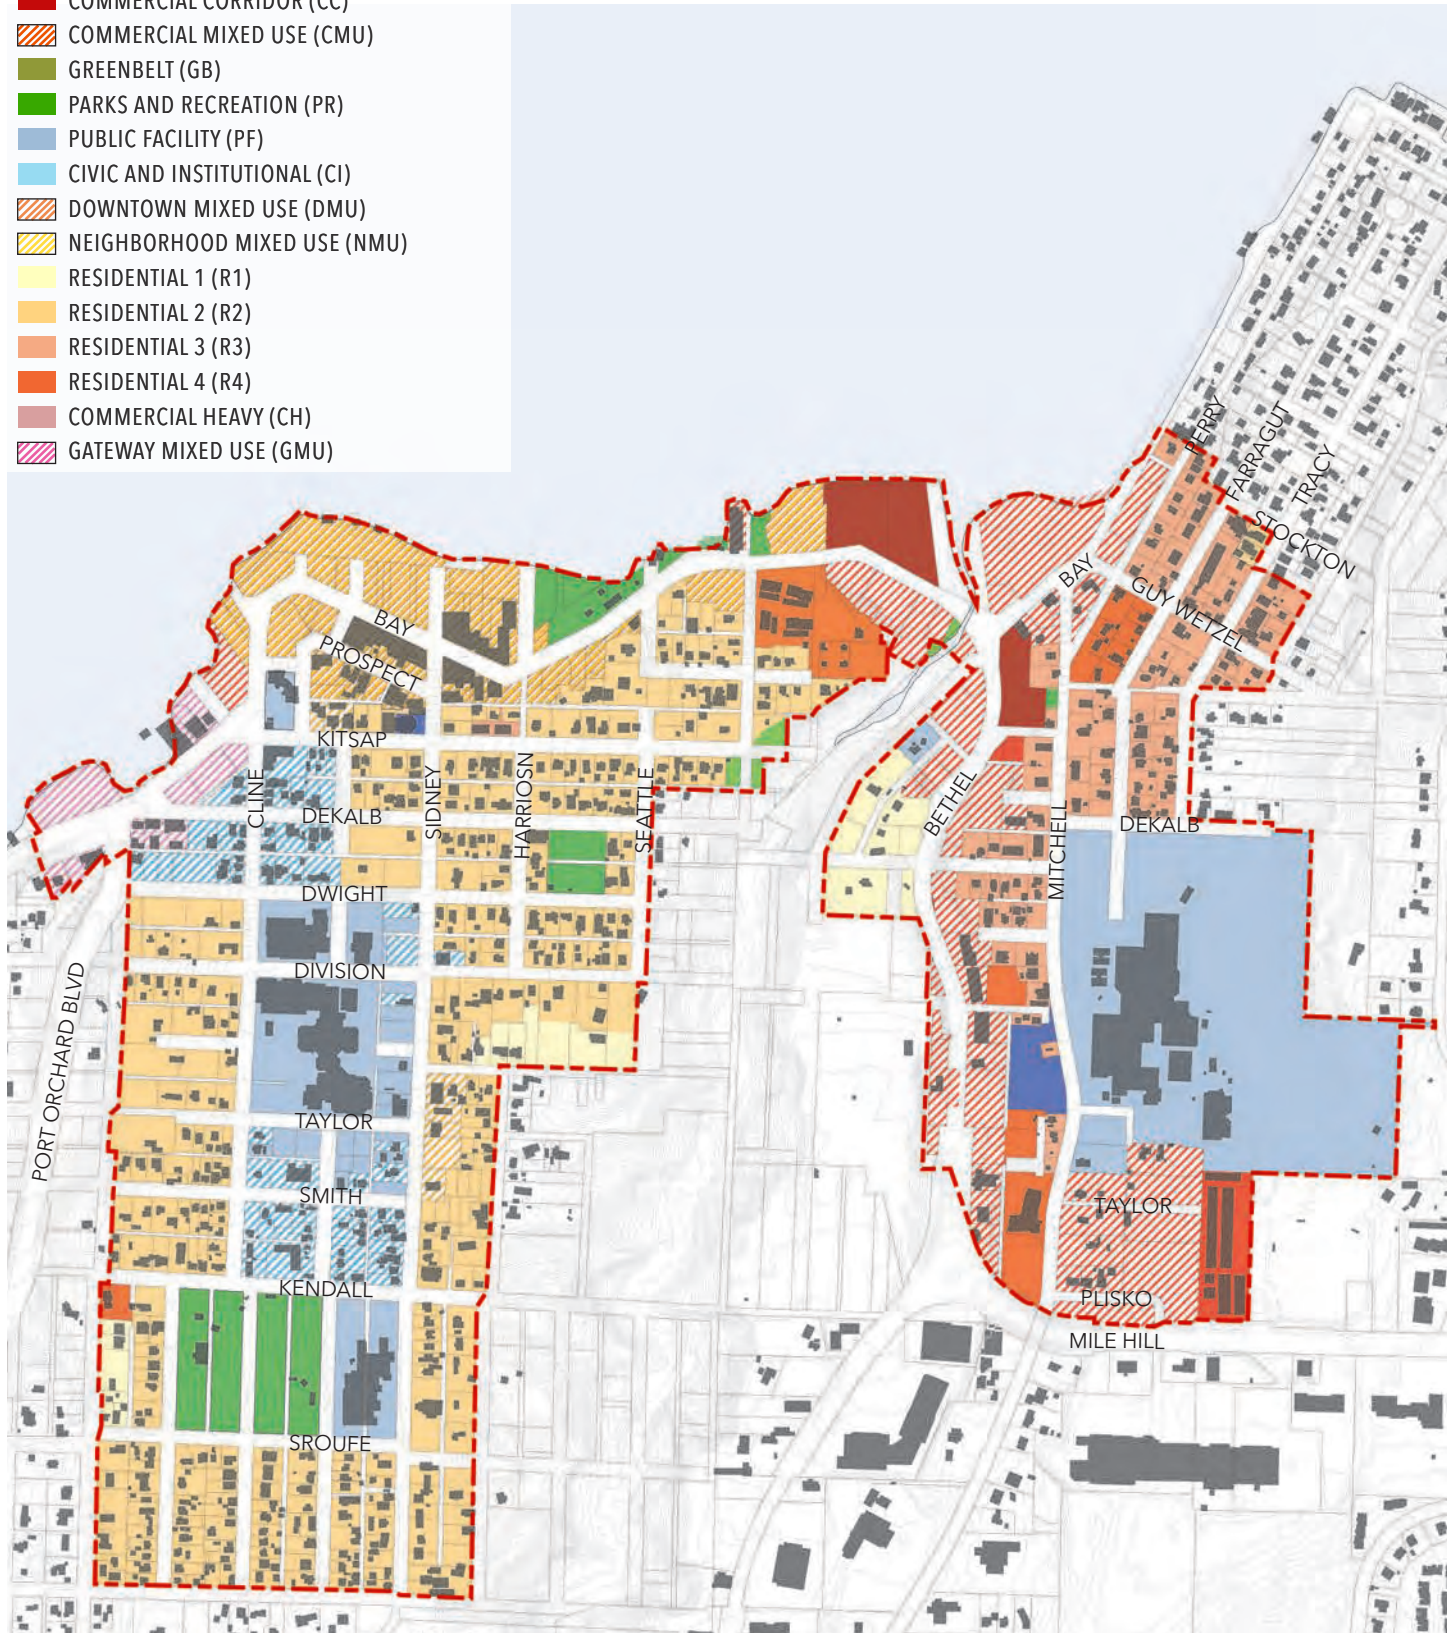 COMMERCIAL CORRIDOR (CC)
COMMERCIAL MIXED USE (CMU)
GREENBELT (GB)
PARKS AND RECREATION (PR)
PUBLIC FACILITY (PF)
CIVIC AND INSTITUTIONAL (CI)
DOWNTOWN MIXED USE (DMU)
NEIGHBORHOOD MIXED USE (NMU)
RESIDENTIAL 1 (R1)
RESIDENTIAL 2 (R2)
RESIDENTIAL 3 (R3)
RESIDENTIAL 4 (R4)
COMMERCIAL HEAVY (CH)
GATEWAY MIXED USE (GMU)
PERRY
FARRAGUT
TRACY
STOCKTON
BAY
GUY WETZEL
BAY
PROSPECT
KITSAP
CLINE
SIDNEY
HARRIOSN
SEATTLE
DEKALB
BETHEL
MITCHELL
DEKALB
DWIGHT
DIVISION
PORT ORCHARD BLVD
TAYLOR
SMITH
TAYLOR
KENDALL
PLISKO
MILE HILL
SROUFE